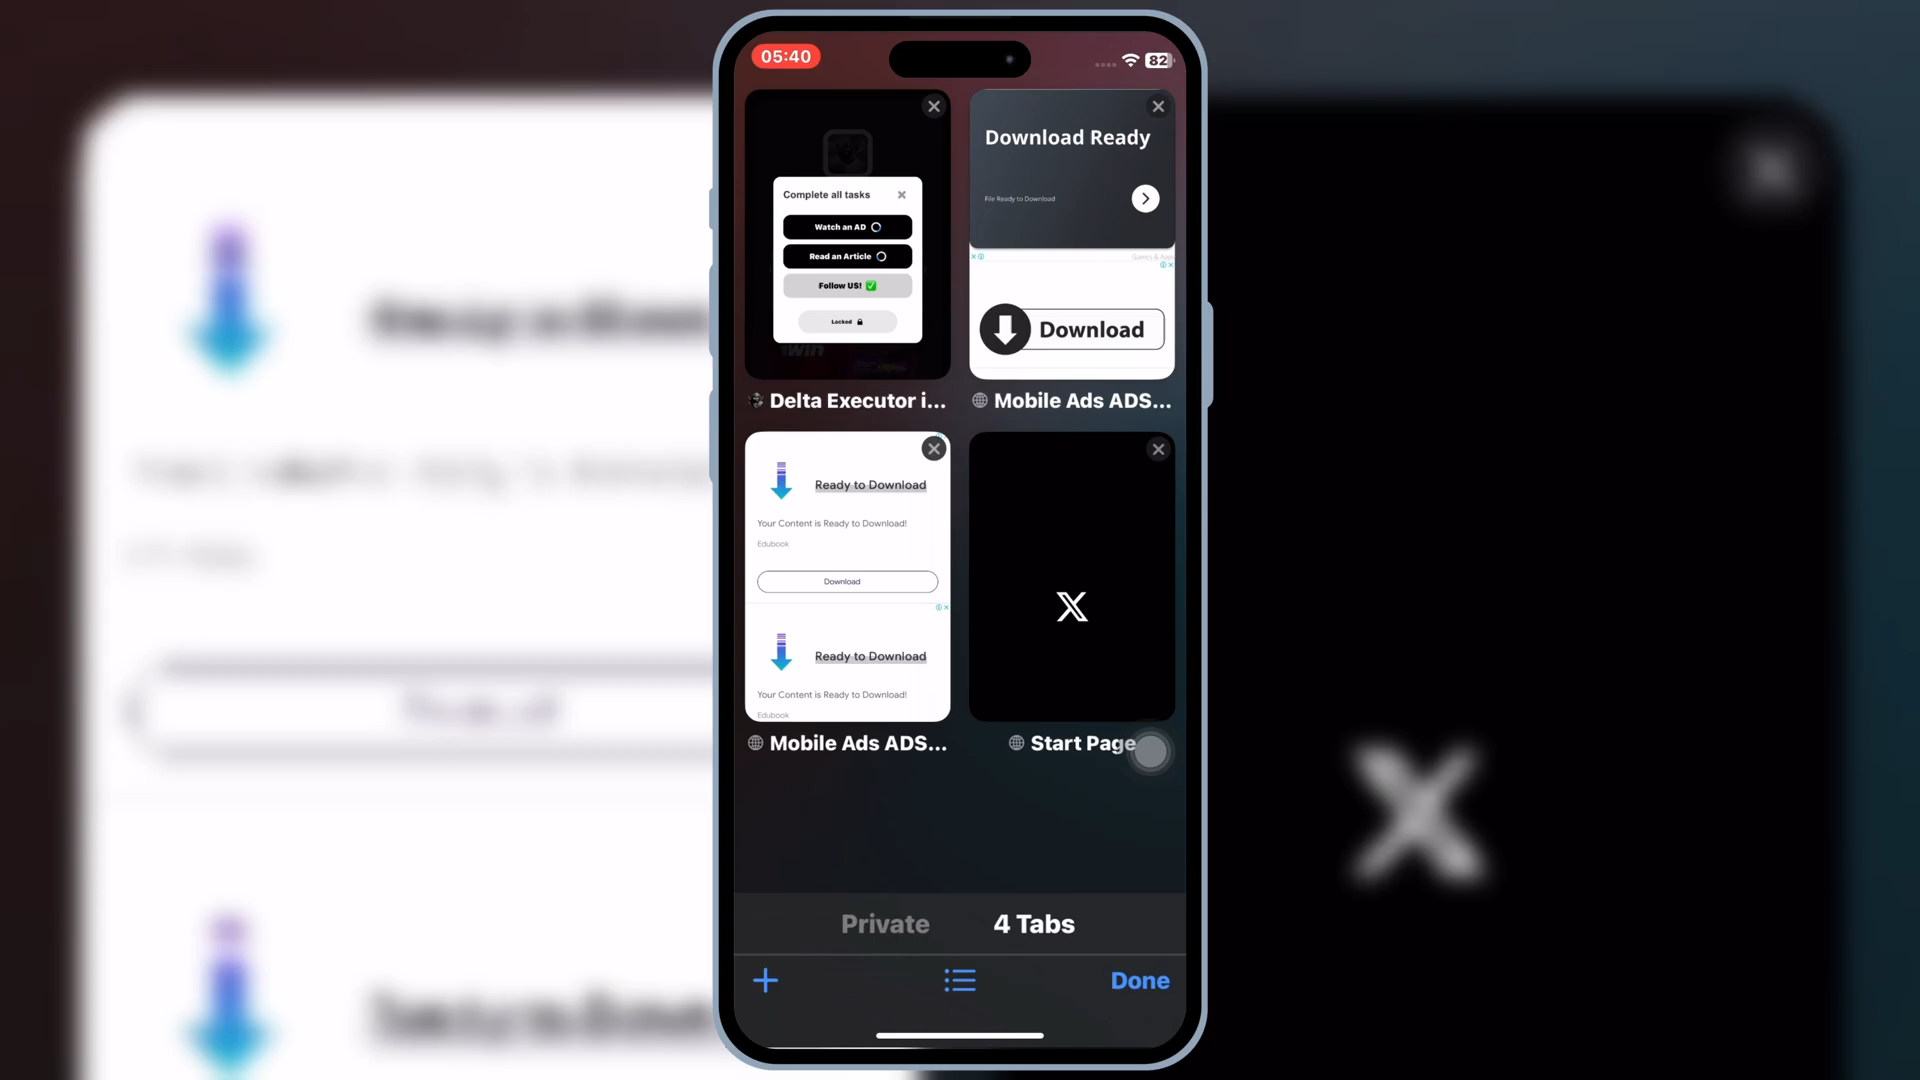 05:40
82
Complete all tasks
Watch an AD
Read an Article
Follow US! ✅
Locked
Delta Executor i...
Download Ready
File Ready to Download
Games & Apps
Download
Mobile Ads ADS...
Ready to Download
Your Content is Ready to Download!
Edubook
Download
Ready to Download
Your Content is Ready to Download!
Edubook
Mobile Ads ADS...
X
Start Page
Private
4 Tabs
Done